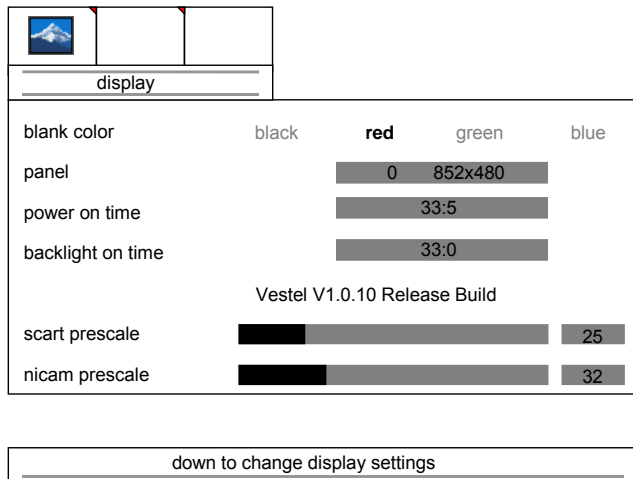 display
blank color black red green blue
panel 0 852x480
power on time 33:5
backlight on time 33:0
Vestel V1.0.10 Release Build
scart prescale 25
nicam prescale 32
down to change display settings